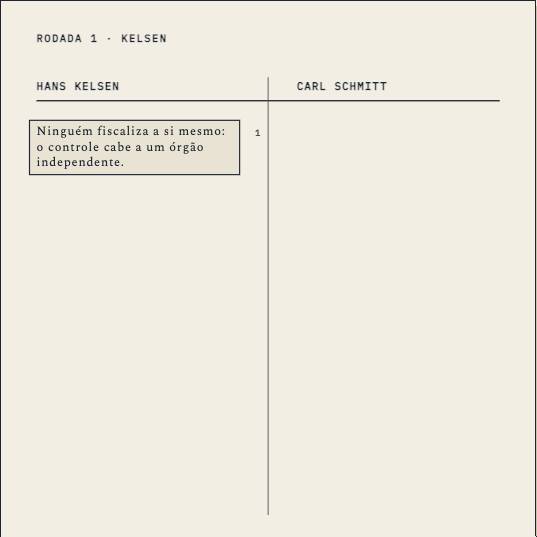 RODADA 1 · KELSEN
HANS KELSEN
CARL SCHMITT
Ninguém fiscaliza a si mesmo:
o controle cabe a um órgão
independente.
1